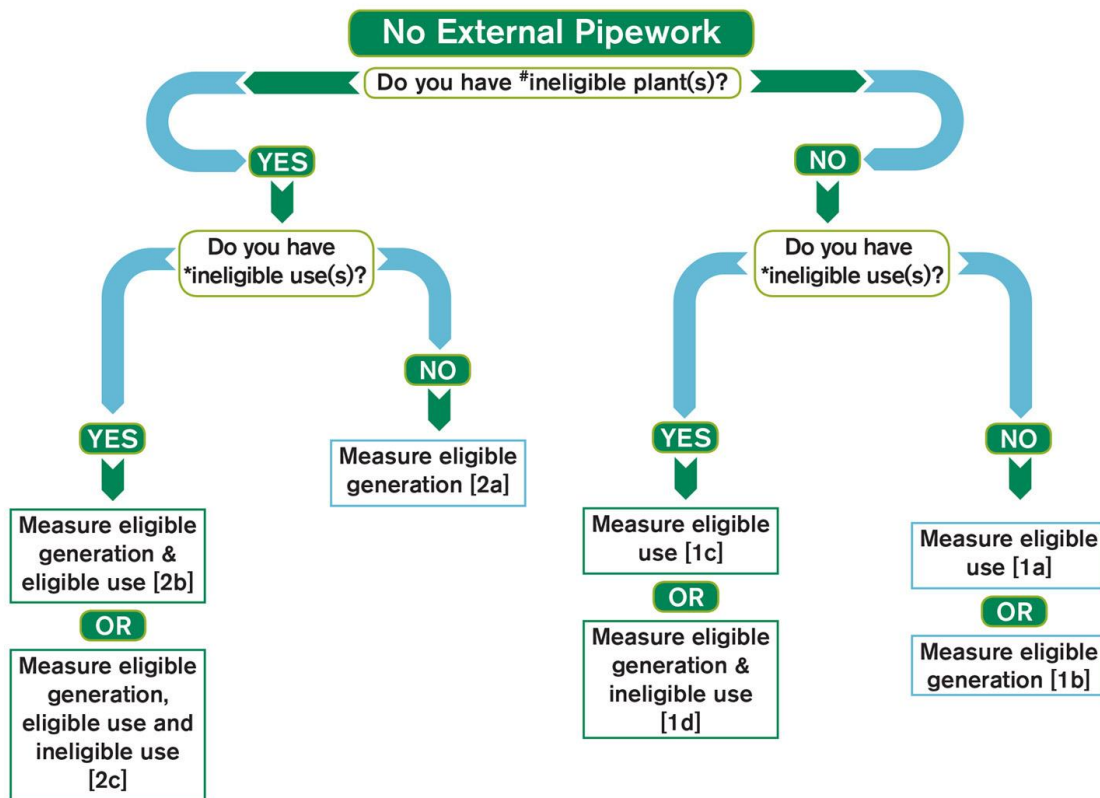 No External Pipework
Do you have #ineligible plant(s)?
YES
NO
Do you have
*ineligible use(s)?
Do you have
*ineligible use(s)?
NO
YES
YES
NO
Measure eligible
generation [2a]
Measure eligible
generation &
eligible use [2b]
OR
Measure eligible
generation,
eligible use and
ineligible use
[2c]
Measure eligible
use [1c]
OR
Measure eligible
generation &
ineligible use
[1d]
Measure eligible
use [1a]
OR
Measure eligible
generation [1b]